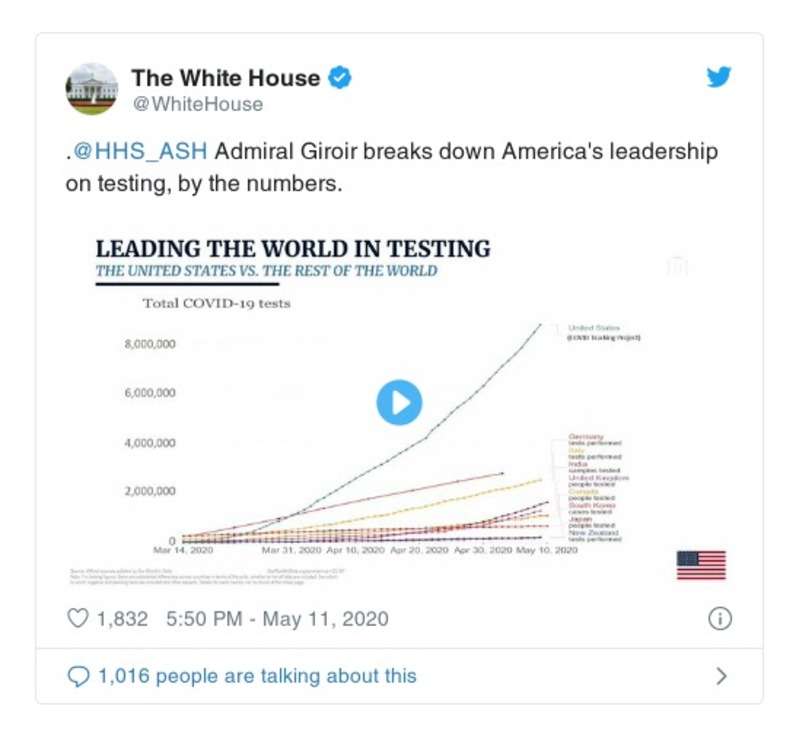 The White House
@WhiteHouse
.@HHS_ASH Admiral Giroir breaks down America's leadership
on testing, by the numbers.
LEADING THE WORLD IN TESTING
THE UNITED STATES VS. THE REST OF THE WORLD
Total COVID-19 tests
8,000,000
6,000,000
4,000,000
2,000,000
0
United States
(COVID Tracking Project)
Germany
tests performed
Italy
tests performed
India
samples tested
United Kingdom
people tested
Canada
people tested
South Korea
cases tested
Japan
people tested
New Zealand
tests performed
Mar 14, 2020 Mar 31, 2020 Apr 10, 2020 Apr 20, 2020 Apr 30, 2020 May 10, 2020
1,832 5:50 PM - May 11, 2020
1,016 people are talking about this